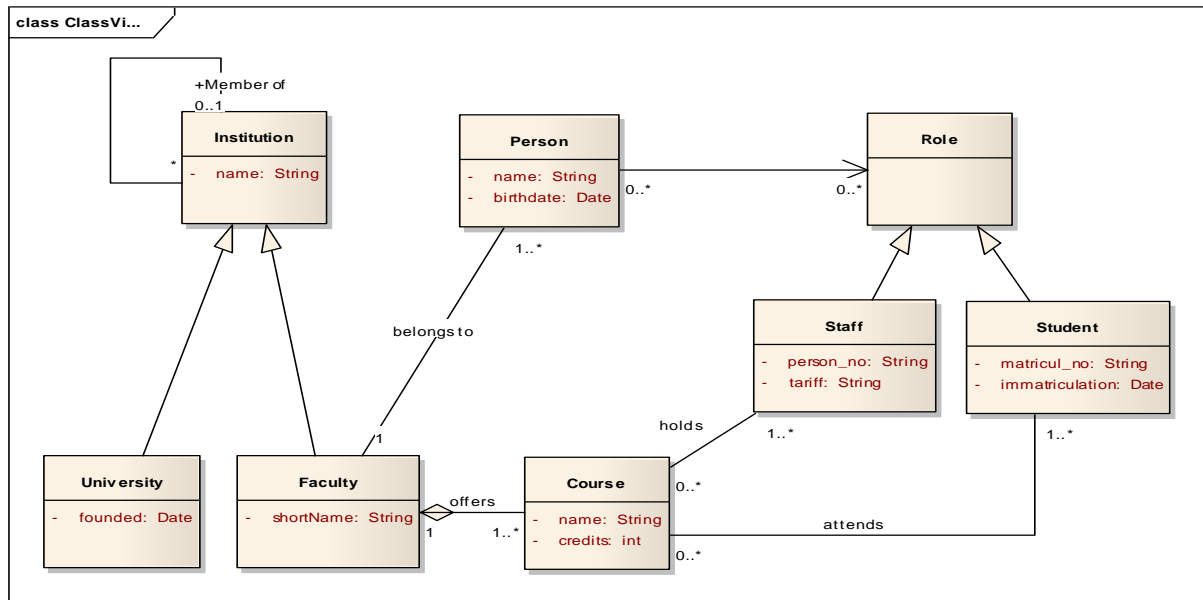 class ClassVi...
+Member of
0..1
*
Institution
- name: String
Person
- name: String
- birthdate: Date
0..*
0..*
Role
1..*
belongs to
1
Staff
- person_no: String
- tariff: String
Student
- matricul_no: String
- immatriculation: Date
holds
1..*
0..*
1..*
University
- founded: Date
Faculty
- shortName: String
offers
1
1..*
Course
- name: String
- credits: int
attends
0..*